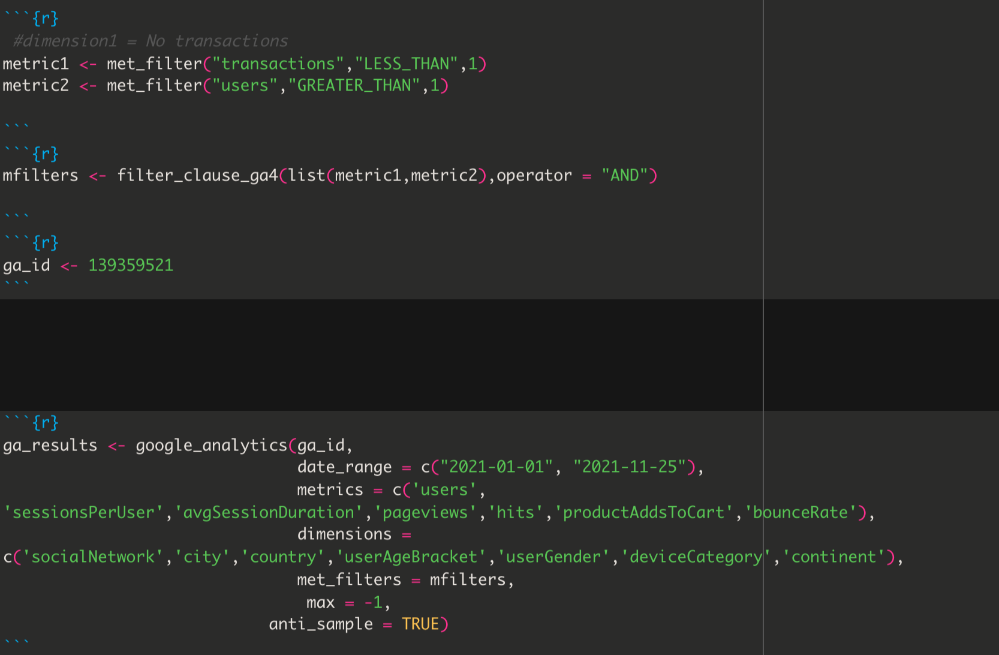 ```{r}
#dimension1 = No transactions
metric1 <- met_filter("transactions","LESS_THAN",1)
metric2 <- met_filter("users","GREATER_THAN",1)
```
```{r}
mfilters <- filter_clause_ga4(list(metric1,metric2),operator = "AND")
```
```{r}
ga_id <- 139359521
```
```{r}
ga_results <- google_analytics(ga_id,
date_range = c("2021-01-01", "2021-11-25"),
metrics = c('users',
'sessionsPerUser','avgSessionDuration','pageviews','hits','productAddsToCart','bounceRate'),
dimensions =
c('socialNetwork','city','country','userAgeBracket','userGender','deviceCategory','continent'),
met_filters = mfilters,
max = -1,
anti_sample = TRUE)
```